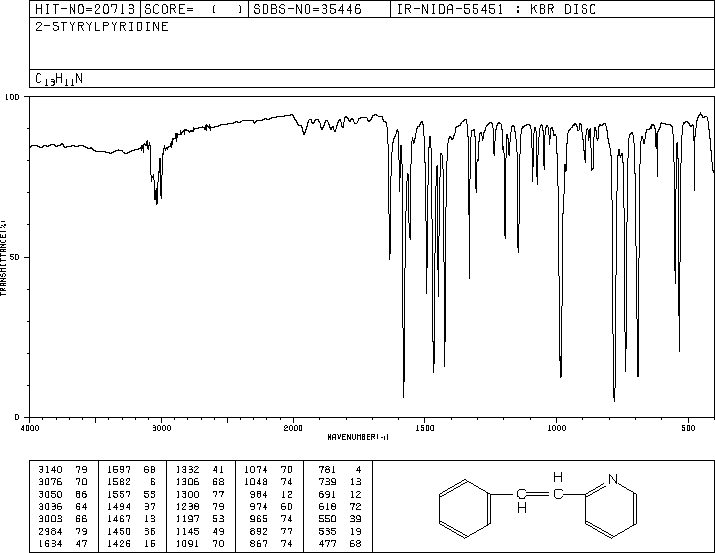 HIT-NO=20713 SCORE= ( ) SDBS-NO=35446 IR-NIDA-55451 : KBR DISC
2-STYRYLPYRIDINE
C13H11N
100
50
0
TRANSMITTANCE(%)
4000 3000 2000 1500 1000 500
WAVENUMBER(-1)
3140 79 1597 68 1332 41 1074 70 781 4
3076 70 1582 6 1306 68 1048 74 739 13
3050 66 1557 55 1300 77 984 12 691 12
3036 64 1494 37 1238 79 974 60 618 72
3003 66 1467 13 1197 53 965 74 550 39
2984 79 1450 36 1145 49 892 77 535 19
1634 47 1426 16 1091 70 867 74 477 68
H
N
C C
H